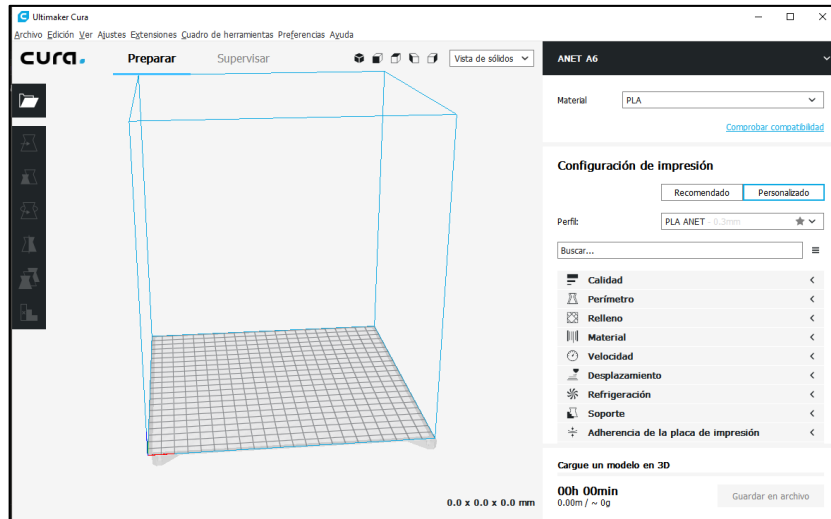 Ultimaker Cura
Archivo Edición Ver Ajustes Extensiones Cuadro de herramientas Preferencias Ayuda
cura.
Preparar
Supervisar
Vista de sólidos
ANET A6
Material
PLA
Comprobar compatibilidad
Configuración de impresión
Recomendado
Personalizado
Perfil:
PLA ANET - 0.3mm
Buscar...
Calidad
Perímetro
Relleno
Material
Velocidad
Desplazamiento
Refrigeración
Soporte
Adherencia de la placa de impresión
Cargue un modelo en 3D
0.0 x 0.0 x 0.0 mm
00h 00min
0.00m / ~ 0g
Guardar en archivo